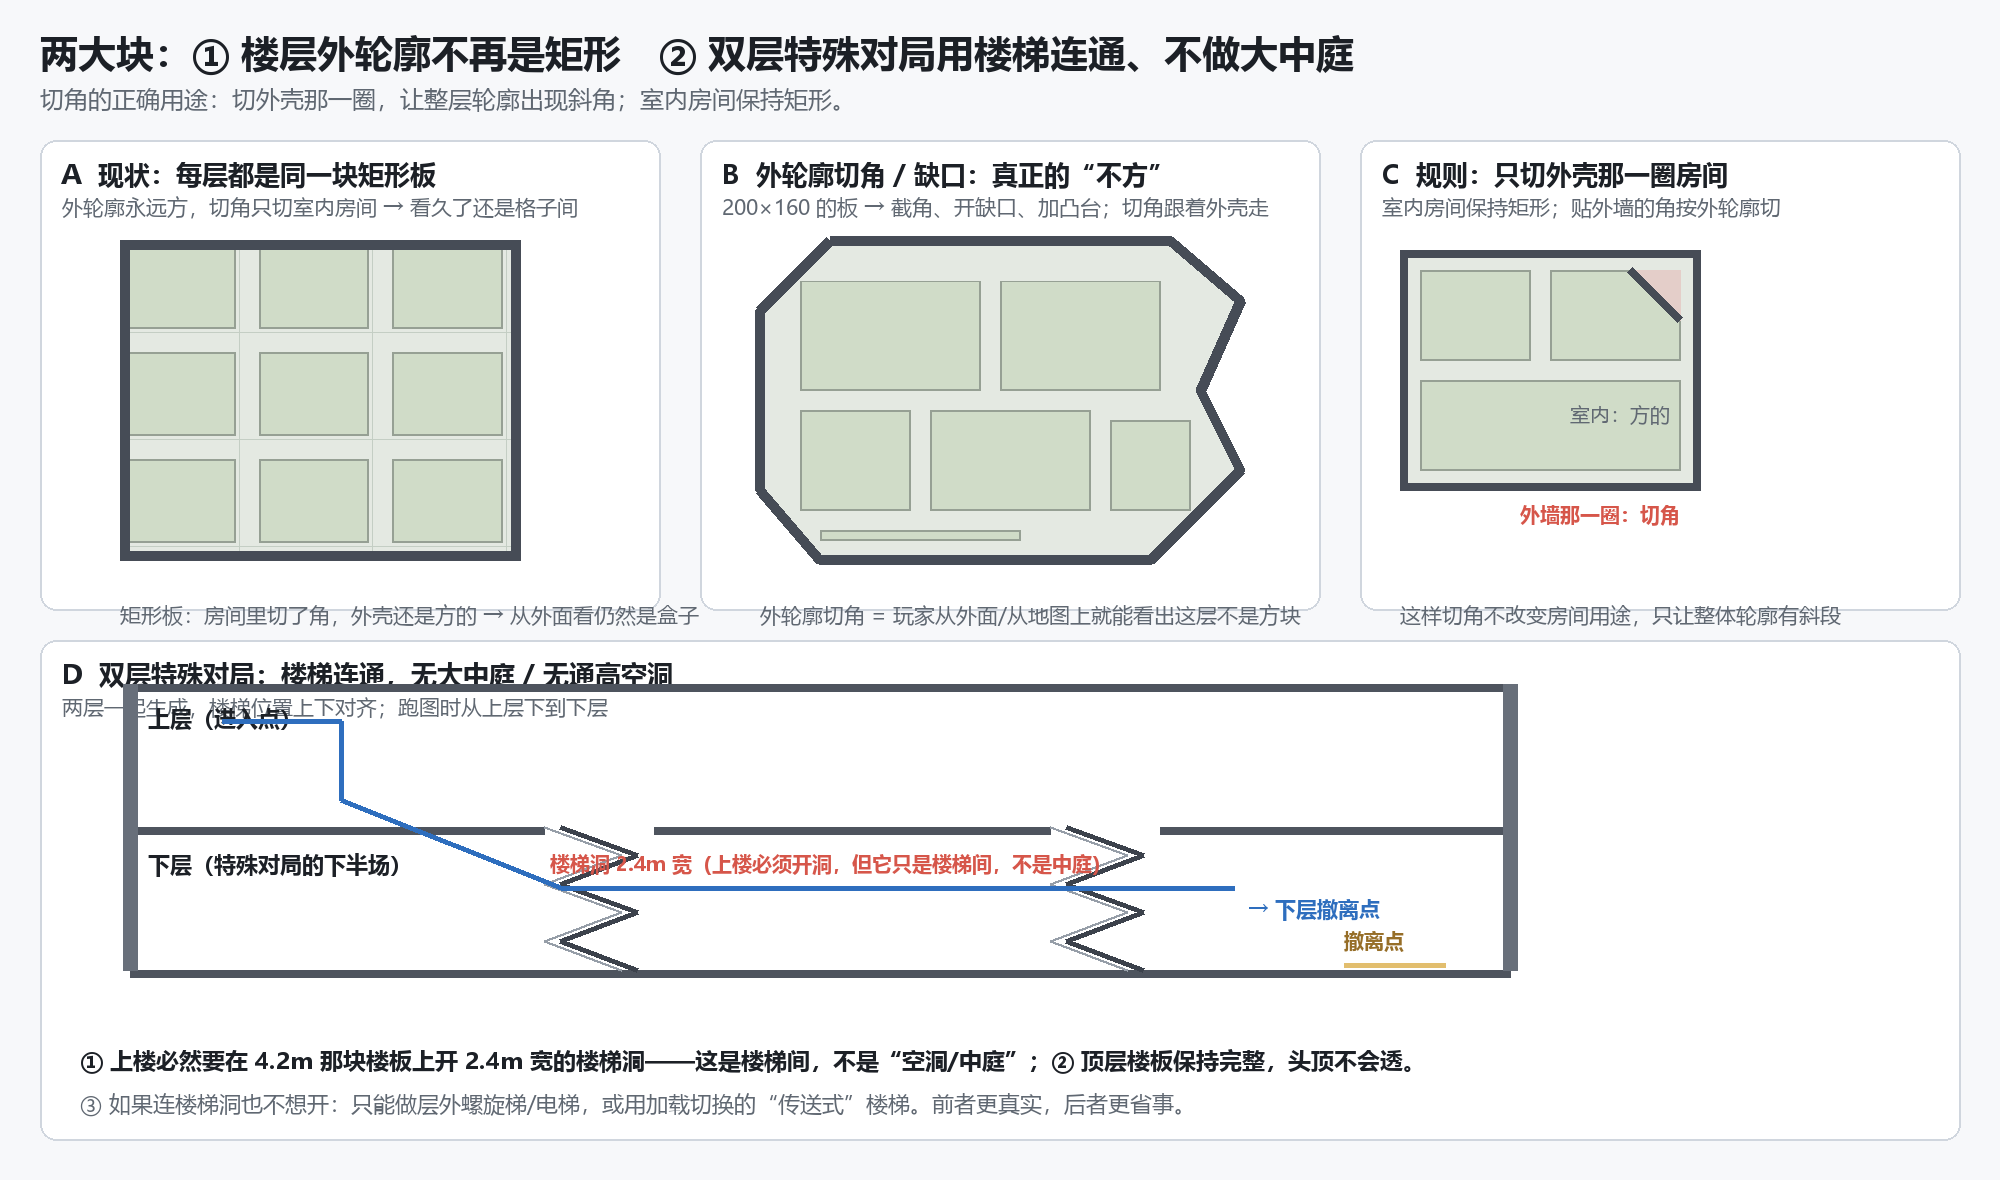 两大块：① 楼层外轮廓不再是矩形　② 双层特殊对局用楼梯连通、不做大中庭
切角的正确用途：切外壳那一圈，让整层轮廓出现斜角；室内房间保持矩形。
A 现状：每层都是同一块矩形板
外轮廓永远方，切角只切室内房间 → 看久了还是格子间
矩形板：房间里切了角，外壳还是方的 → 从外面看仍然是盒子
B 外轮廓切角 / 缺口：真正的“不方”
200×160 的板 → 截角、开缺口、加凸台；切角跟着外壳走
外轮廓切角 = 玩家从外面/从地图上就能看出这层不是方块
C 规则：只切外壳那一圈房间
室内房间保持矩形；贴外墙的角按外轮廓切
室内：方的
外墙那一圈：切角
这样切角不改变房间用途，只让整体轮廓有斜段
D 双层特殊对局：楼梯连通，无大中庭 / 无通高空洞
两层一起生成，楼梯位置上下对齐；跑图时从上层下到下层
上层（进入点）
下层（特殊对局的下半场）
楼梯洞 2.4m 宽（上楼必须开洞，但它只是楼梯间，不是中庭）
→ 下层撤离点
撤离点
① 上楼必然要在 4.2m 那块楼板上开 2.4m 宽的楼梯洞——这是楼梯间，不是“空洞/中庭”；② 顶层楼板保持完整，头顶不会透。
③ 如果连楼梯洞也不想开：只能做层外螺旋梯/电梯，或用加载切换的“传送式”楼梯。前者更真实，后者更省事。